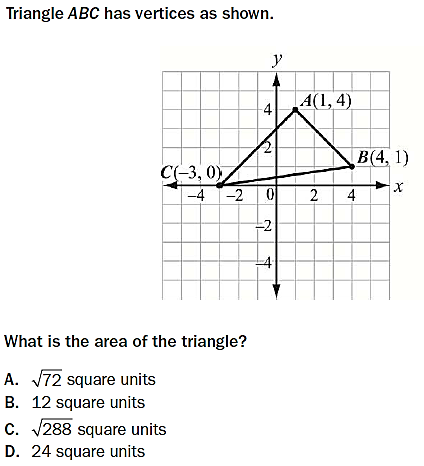 Triangle ABC has vertices as shown.
y
4
A(1, 4)
2
B(4, 1)
C(−3, 0)
x
−4 −2 0 2 4
−2
−4
What is the area of the triangle?
A. √72 square units
B. 12 square units
C. √288 square units
D. 24 square units